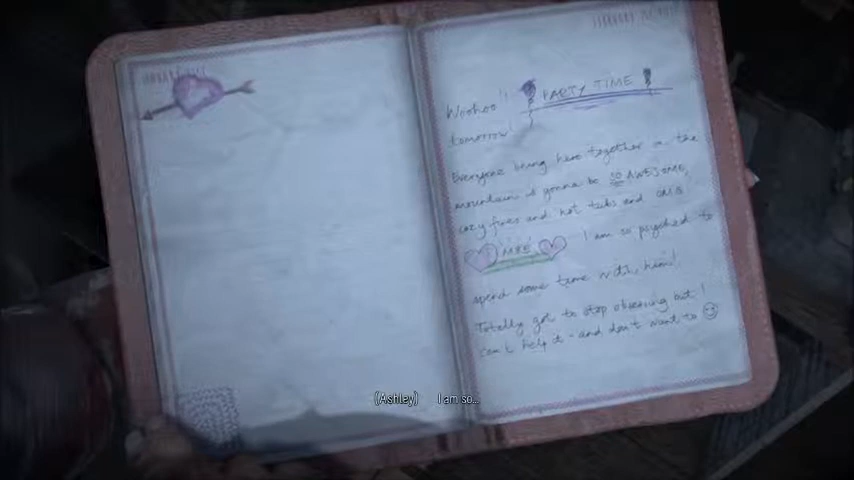 Woohoo!! PARTY TIME
tomorrow!
Everyone being here together on the
mountain is gonna be so AWESOME,
cozy fires and hot tubs and OMG
MIKE I am so psyched to
spend some time with him!
Totally got to stop obsessing but I
can't help it - and don't want to
(Ashley) I am so...